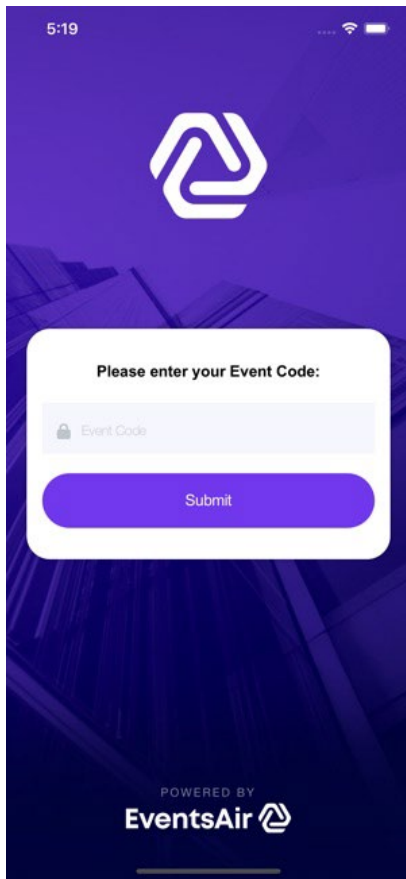 5:19
Please enter your Event Code:
Event Code
Submit
POWERED BY
EventsAir